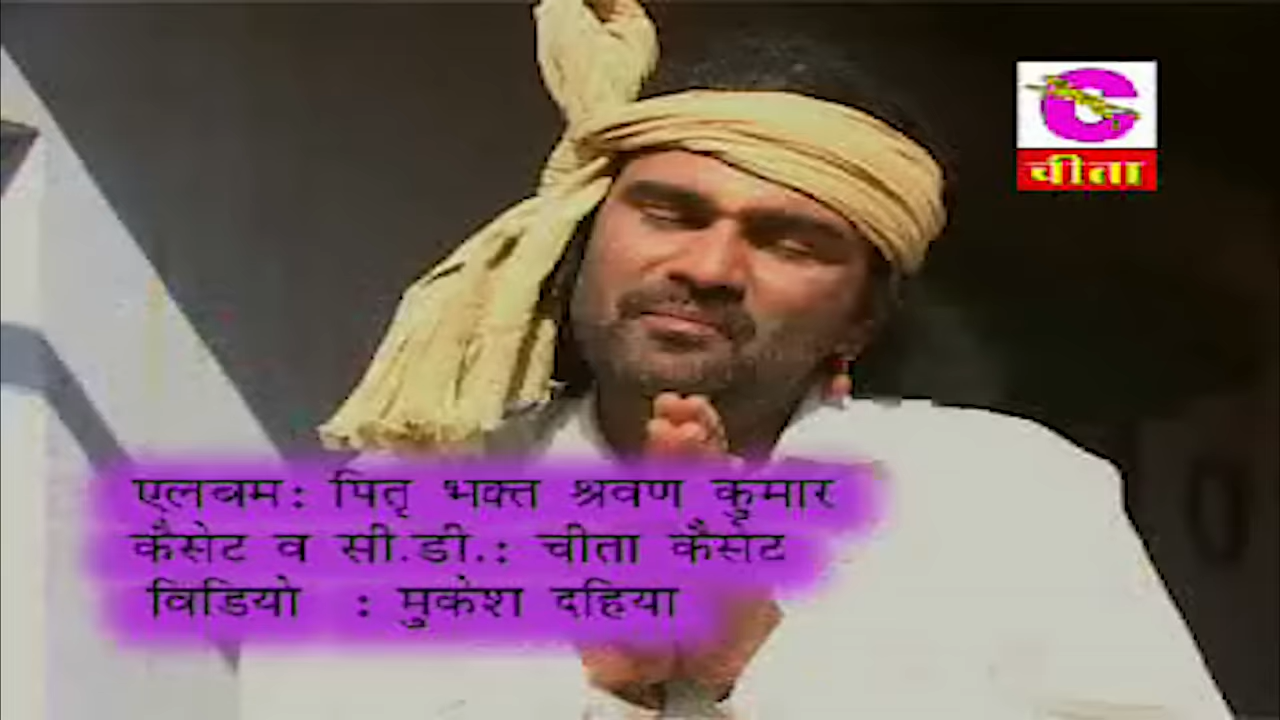 चीता
एलबम: पितृ भक्त श्रवण कुमार
कैसेट व सी.डी.: चीता कैसेट
विडियो : मुकेश दहिया